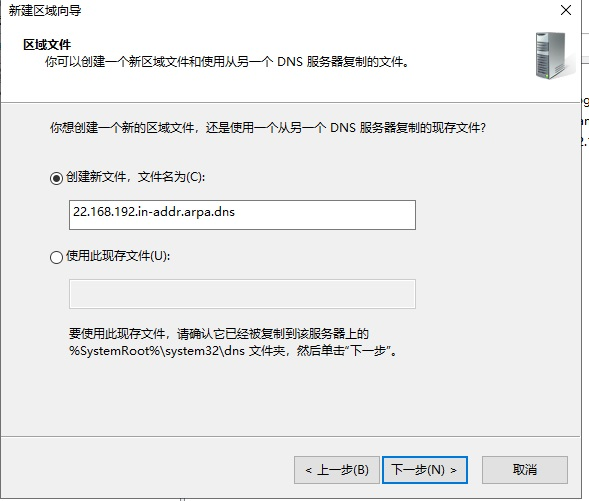 新建区域向导
区域文件
你可以创建一个新区域文件和使用从另一个 DNS 服务器复制的文件。
你想创建一个新的区域文件，还是使用一个从另一个 DNS 服务器复制的现存文件?
创建新文件，文件名为(C):
22.168.192.in-addr.arpa.dns
使用此现存文件(U):
要使用此现存文件，请确认它已经被复制到该服务器上的
%SystemRoot%\system32\dns 文件夹，然后单击“下一步”。
< 上一步(B)
下一步(N) >
取消